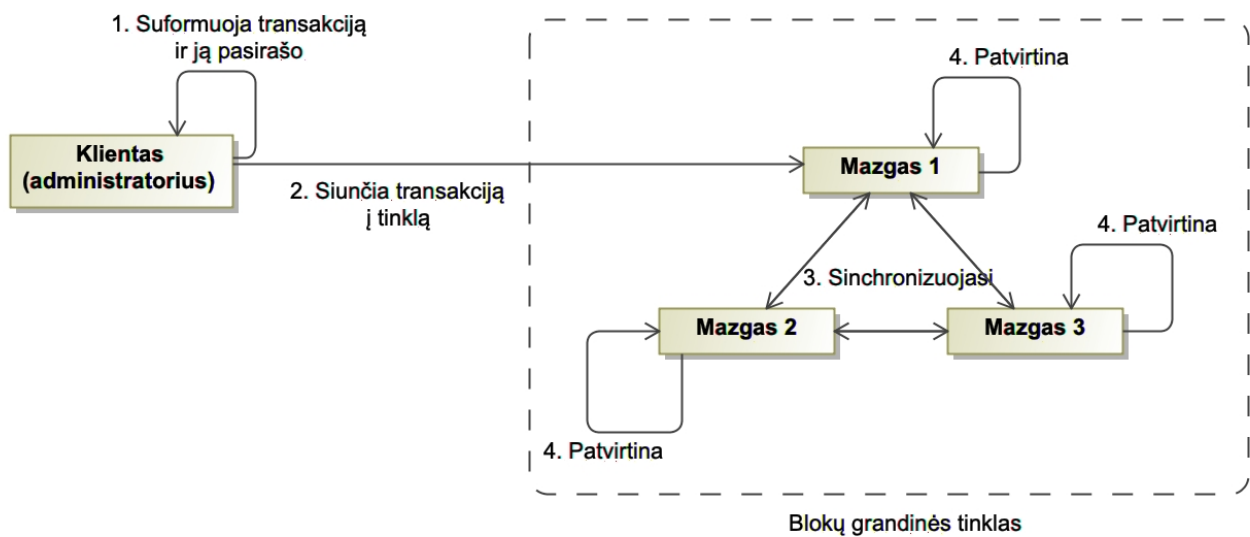 1. Suformuoja transakciją
ir ją pasirašo
4. Patvirtina
Klientas
(administratorius)
Mazgas 1
2. Siunčia transakciją
į tinklą
4. Patvirtina
3. Sinchronizuojasi
Mazgas 2
Mazgas 3
4. Patvirtina
Blokų grandinės tinklas